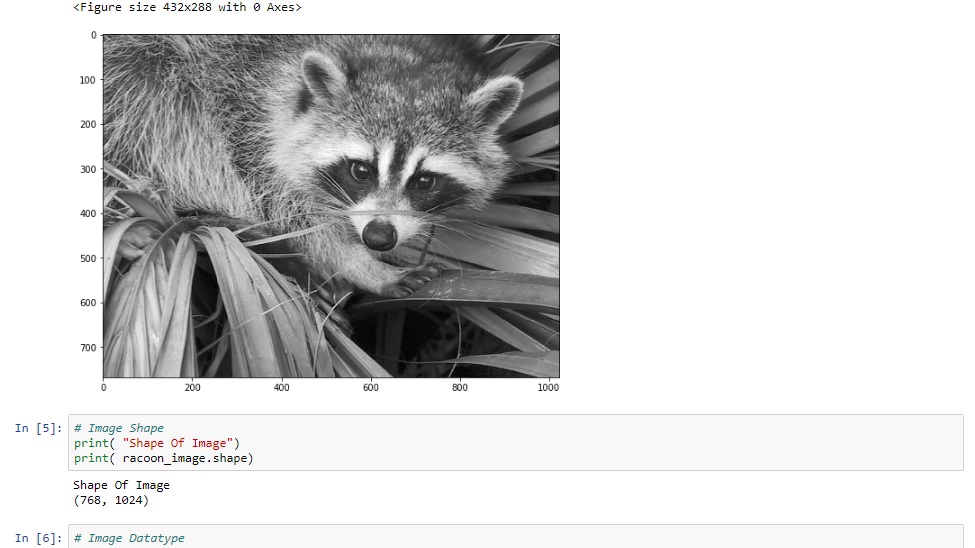 <Figure size 432x288 with 0 Axes>
0
100
200
300
400
500
600
700
0 200 400 600 800 1000
In [5]: # Image Shape
print( "Shape Of Image")
print( racoon_image.shape)
Shape Of Image
(768, 1024)
In [6]: # Image Datatype